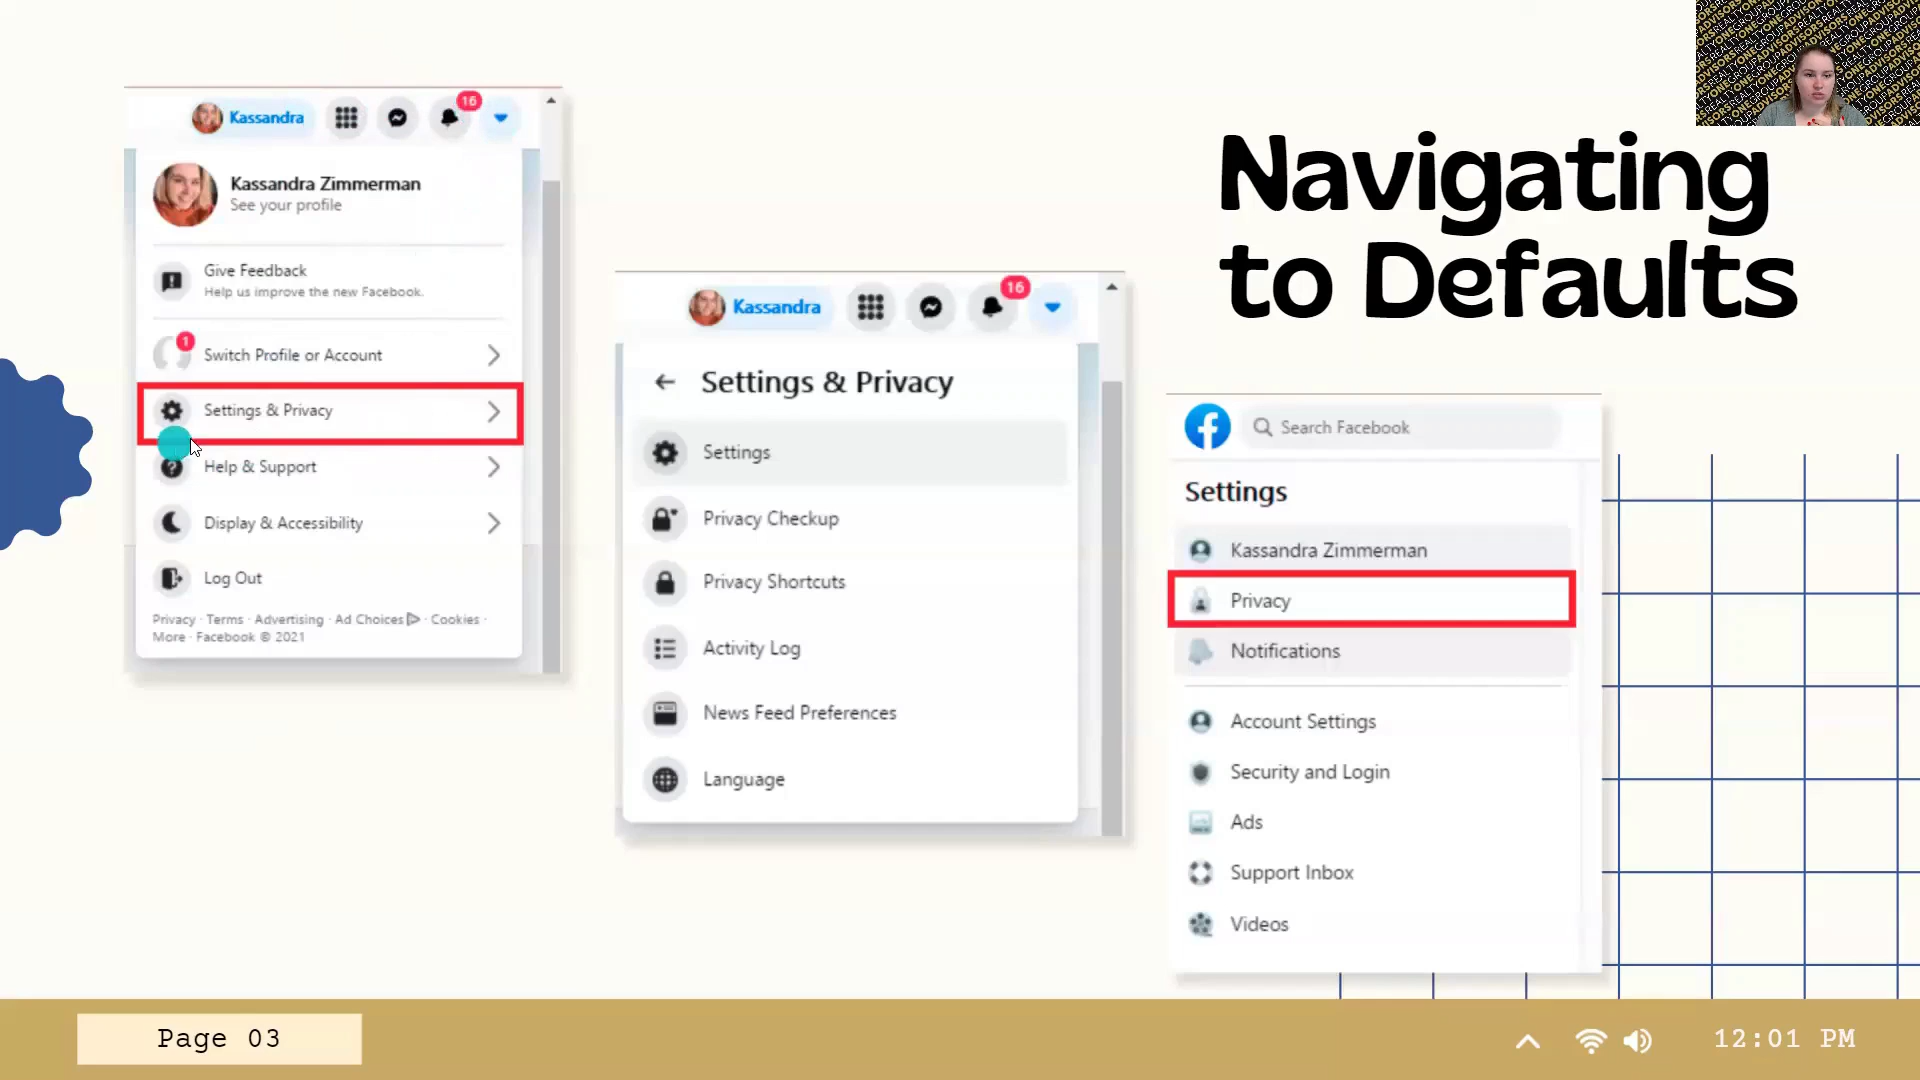 Navigating
to Defaults
Kassandra
16
Kassandra Zimmerman
See your profile
Give Feedback
Help us improve the new Facebook.
1
Switch Profile or Account
Settings & Privacy
Help & Support
Display & Accessibility
Log Out
Privacy · Terms · Advertising · Ad Choices · Cookies ·
More · Facebook © 2021
Kassandra
16
Settings & Privacy
Settings
Privacy Checkup
Privacy Shortcuts
Activity Log
News Feed Preferences
Language
Search Facebook
Settings
Kassandra Zimmerman
Privacy
Notifications
Account Settings
Security and Login
Ads
Support Inbox
Videos
Page 03
12:01 PM